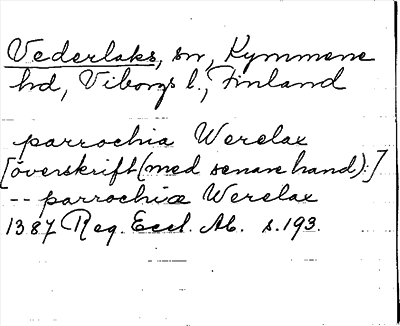 Vederlaks, sn, Kymmene
hd, Viborgs l., Finland
parrochia Werelax
[överskrift (med senare hand).]
-- parrochiæ Werelax
1387 Reg. Eccl. Ab. s. 193.